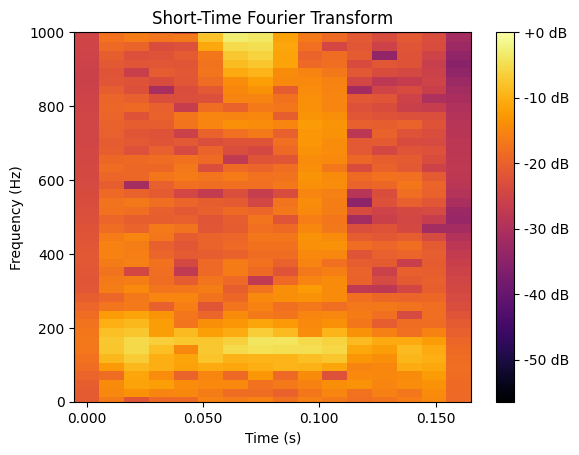 Short-Time Fourier Transform
1000
800
600
400
200
0
Frequency (Hz)
0.000
0.050
0.100
0.150
Time (s)
+0 dB
-10 dB
-20 dB
-30 dB
-40 dB
-50 dB